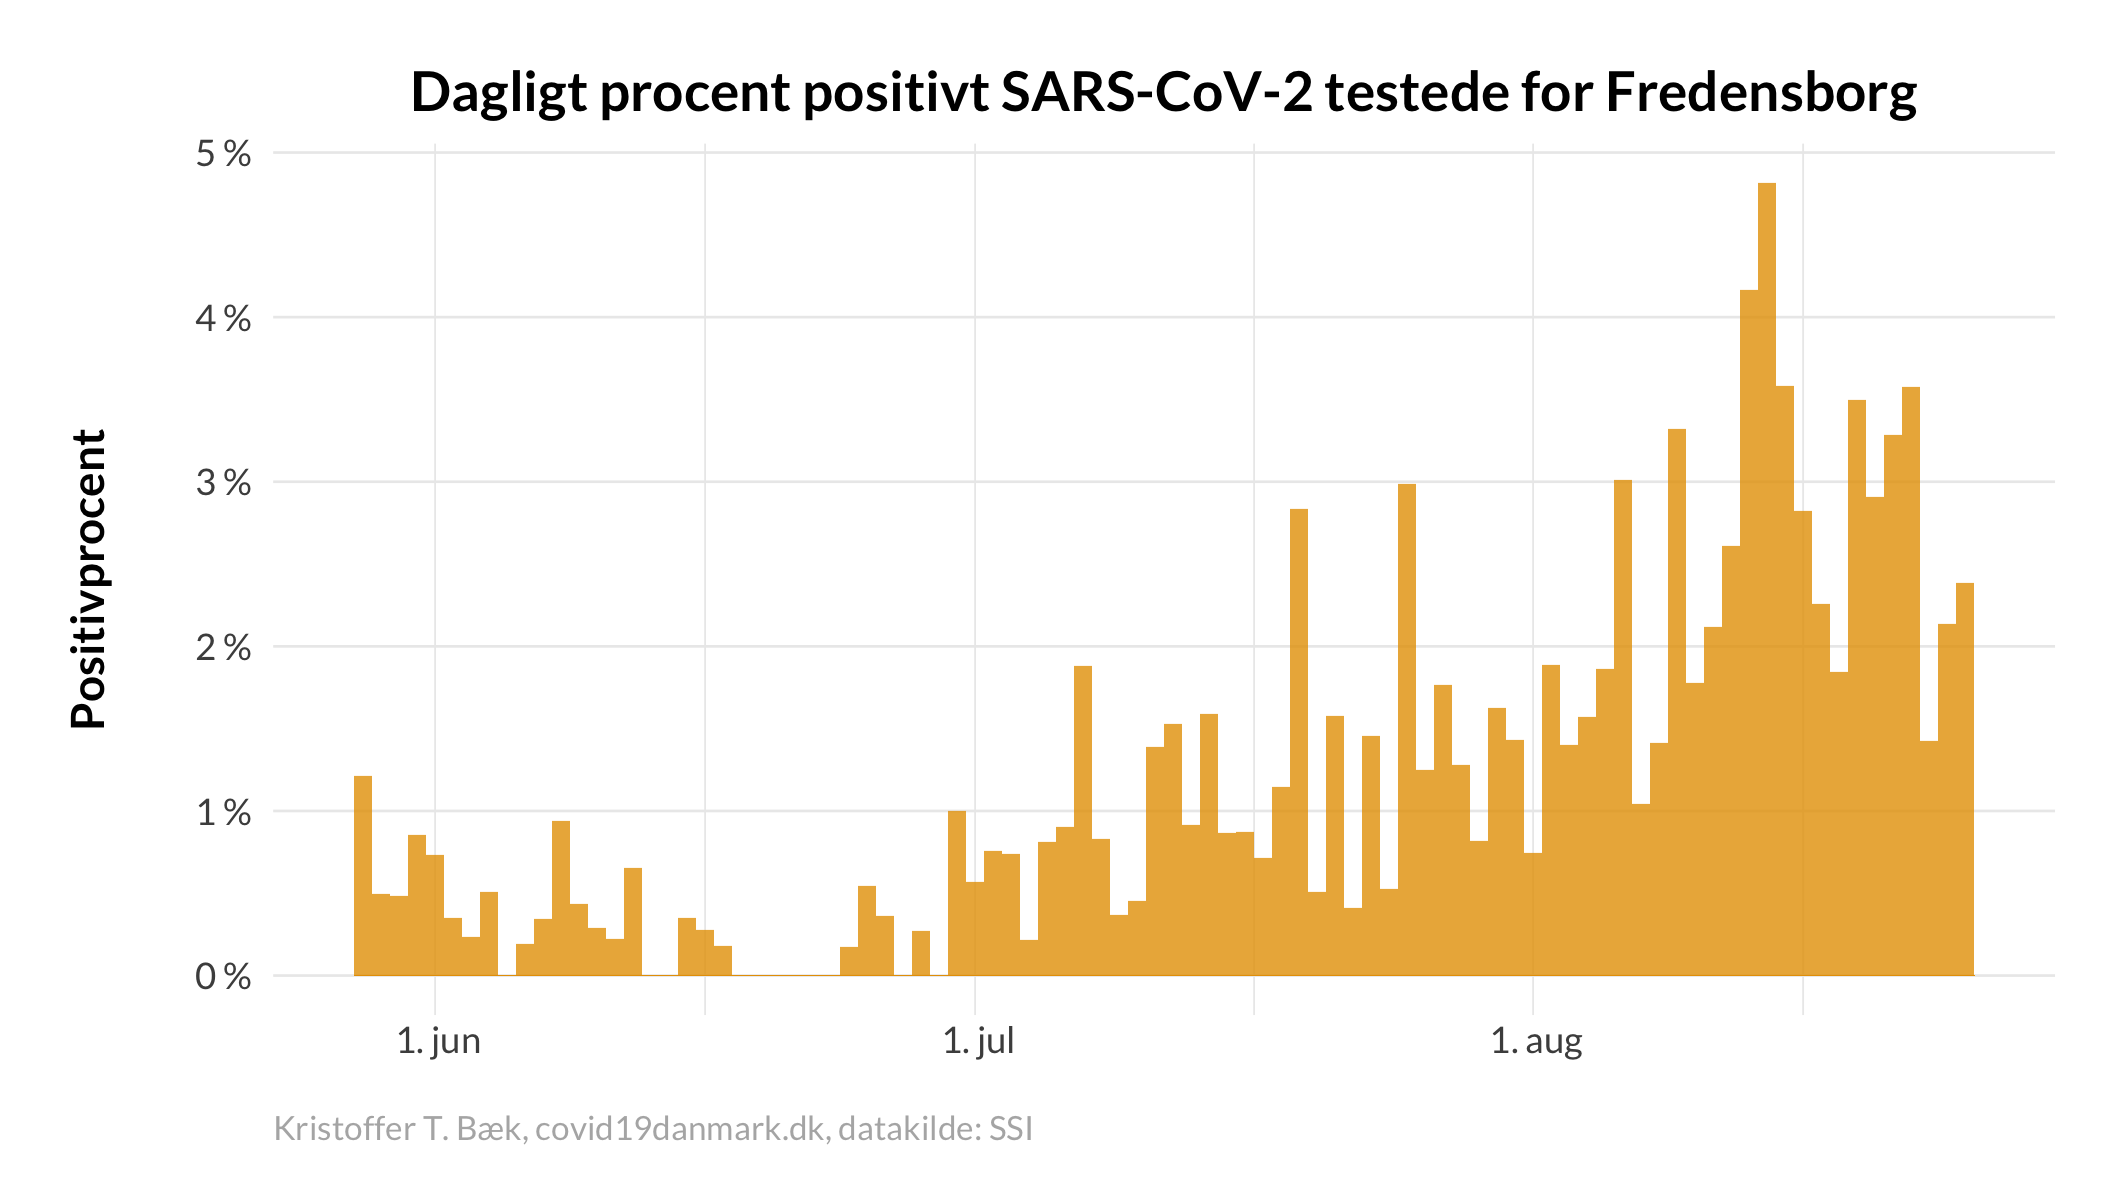 Dagligt procent positivt SARS-CoV-2 testede for Fredensborg
Positivprocent
5 %
4 %
3 %
2 %
1 %
0 %
1. jun
1. jul
1. aug
Kristoffer T. Bæk, covid19danmark.dk, datakilde: SSI